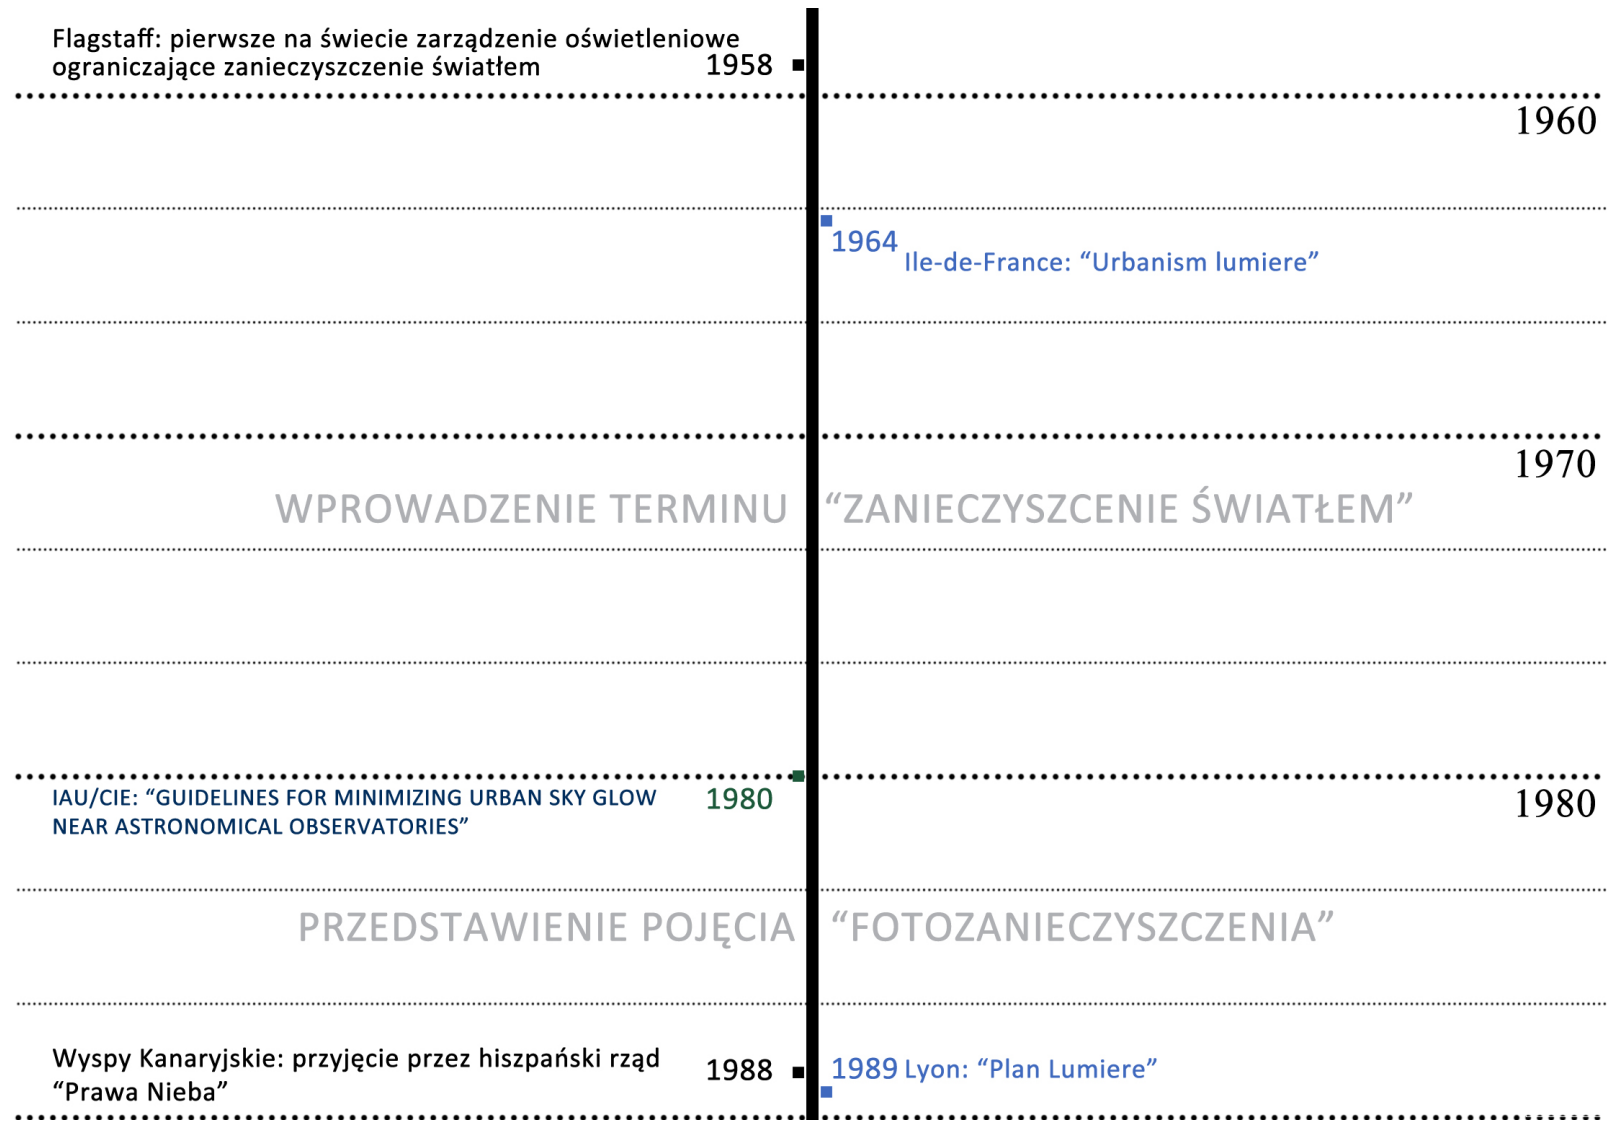 Flagstaff: pierwsze na świecie zarządzenie oświetleniowe
ograniczające zanieczyszczenie światłem
1958
1960
1964
Ile-de-France: “Urbanism lumiere”
1970
WPROWADZENIE TERMINU “ZANIECZYSZCENIE ŚWIATŁEM”
IAU/CIE: “GUIDELINES FOR MINIMIZING URBAN SKY GLOW
NEAR ASTRONOMICAL OBSERVATORIES”
1980
1980
PRZEDSTAWIENIE POJĘCIA “FOTOZANIECZYSZCZENIA”
Wyspy Kanaryjskie: przyjęcie przez hiszpański rząd
“Prawa Nieba”
1988
1989 Lyon: “Plan Lumiere”